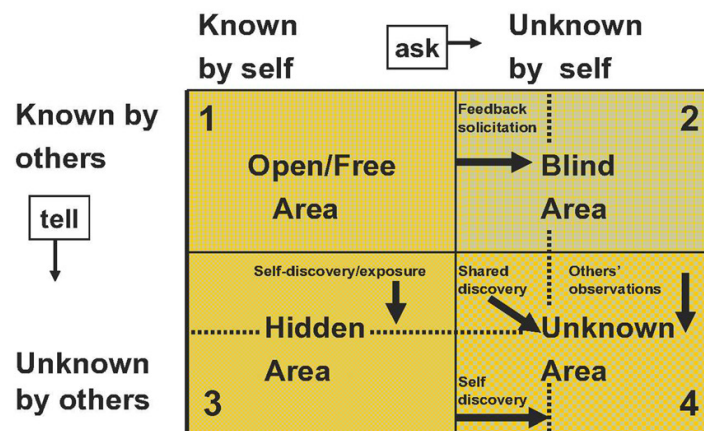 Known
by self
ask
Unknown
by self
Known by
others
tell
Unknown
by others
1
Open/Free
Area
Feedback
solicitation
2
Blind
Area
Self-discovery/exposure
Hidden
Area
3
Shared
discovery
Others'
observations
Unknown
Area
Self
discovery
4